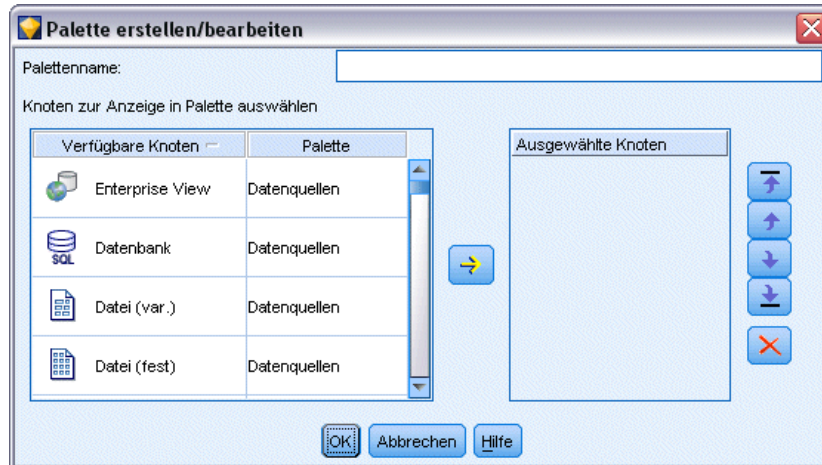 Palette erstellen/bearbeiten
Palettenname:
Knoten zur Anzeige in Palette auswählen
Verfügbare Knoten Palette Ausgewählte Knoten
Enterprise View Datenquellen
SQL Datenbank Datenquellen
Datei (var.) Datenquellen
Datei (fest) Datenquellen
OK Abbrechen Hilfe